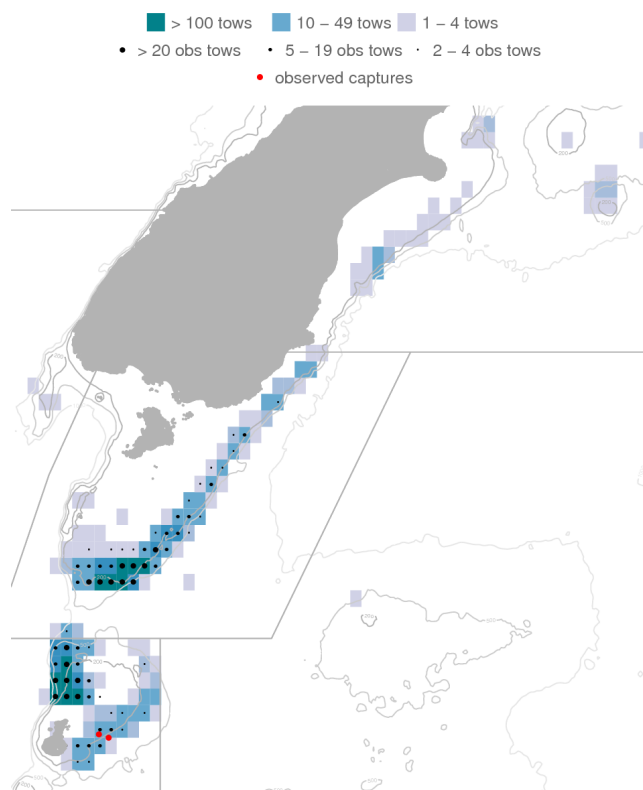 > 100 tows 10 – 49 tows 1 – 4 tows
> 20 obs tows 5 – 19 obs tows 2 – 4 obs tows
observed captures